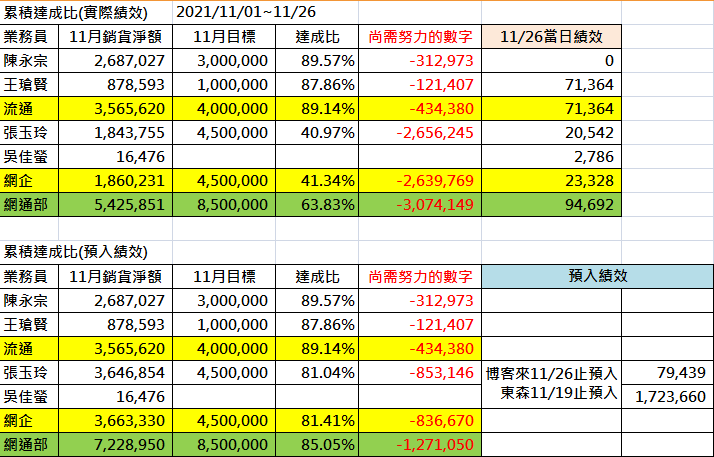 累積達成比(實際績效) 2021/11/01~11/26
業務員 11月銷貨淨額 11月目標 達成比 尚需努力的數字 11/26當日績效
陳永宗 2,687,027 3,000,000 89.57% -312,973 0
王瑲賢 878,593 1,000,000 87.86% -121,407 71,364
流通 3,565,620 4,000,000 89.14% -434,380 71,364
張玉玲 1,843,755 4,500,000 40.97% -2,656,245 20,542
吳佳螢 16,476 2,786
網企 1,860,231 4,500,000 41.34% -2,639,769 23,328
網通部 5,425,851 8,500,000 63.83% -3,074,149 94,692
累積達成比(預入績效)
業務員 11月銷貨淨額 11月目標 達成比 尚需努力的數字 預入績效
陳永宗 2,687,027 3,000,000 89.57% -312,973
王瑲賢 878,593 1,000,000 87.86% -121,407
流通 3,565,620 4,000,000 89.14% -434,380
張玉玲 3,646,854 4,500,000 81.04% -853,146 博客來11/26止預入 79,439
吳佳螢 16,476 東森11/19止預入 1,723,660
網企 3,663,330 4,500,000 81.41% -836,670
網通部 7,228,950 8,500,000 85.05% -1,271,050